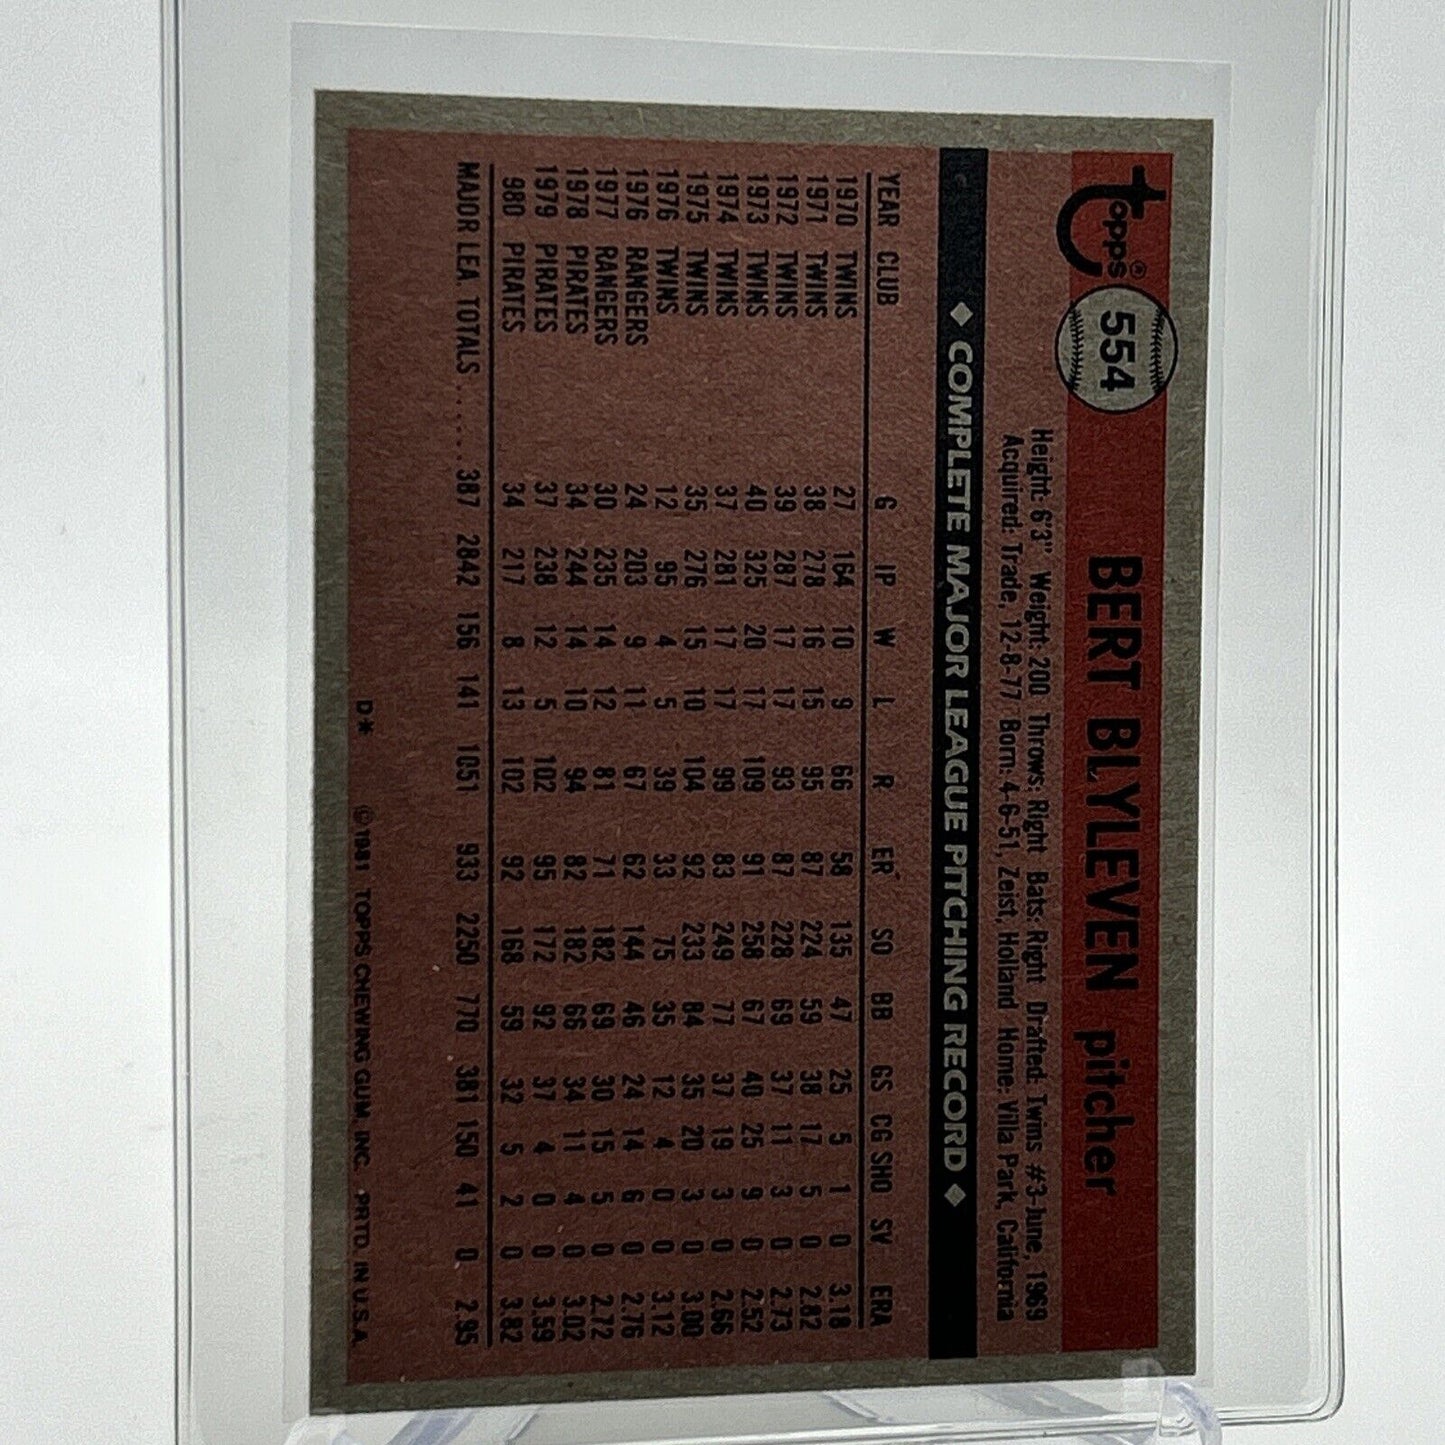 topps® 554 BERT BLYLEVEN pitcher
Height: 6'3" Weight: 200 Throws: Right Bats: Right Drafted: Twins #3-June, 1969
Acquired: Trade, 12-8-77 Born: 4-6-51, Zeist, Holland Home: Villa Park, California
◆ COMPLETE MAJOR LEAGUE PITCHING RECORD ◆
YEAR CLUB G IP W L R ER SO BB GS CG SHO SV ERA
1970 TWINS 27 164 10 9 66 58 135 47 25 5 1 0 3.18
1971 TWINS 38 278 16 15 95 87 224 59 38 17 5 0 2.82
1972 TWINS 39 287 17 17 93 87 228 69 37 11 3 0 2.73
1973 TWINS 40 325 20 17 109 91 258 67 40 25 9 0 2.52
1974 TWINS 37 281 17 17 99 83 249 77 37 19 3 0 2.66
1975 TWINS 35 276 15 10 104 92 233 84 35 20 3 0 3.00
1976 TWINS 12 95 4 5 39 33 75 35 12 4 0 0 3.12
1976 RANGERS 24 203 9 11 67 62 144 46 24 14 6 0 2.76
1977 RANGERS 30 235 14 12 81 71 182 69 30 15 5 0 2.72
1978 PIRATES 34 244 14 10 94 82 182 66 34 11 4 0 3.02
1979 PIRATES 37 238 12 5 102 95 172 92 37 4 0 0 3.59
980 PIRATES 34 217 8 13 102 92 168 59 32 5 2 0 3.82
MAJOR LEA. TOTALS ...... 387 2842 156 141 1051 933 2250 770 381 150 41 0 2.95
D* ©1981 TOPPS CHEWING GUM, INC. PRTD. IN U.S.A.